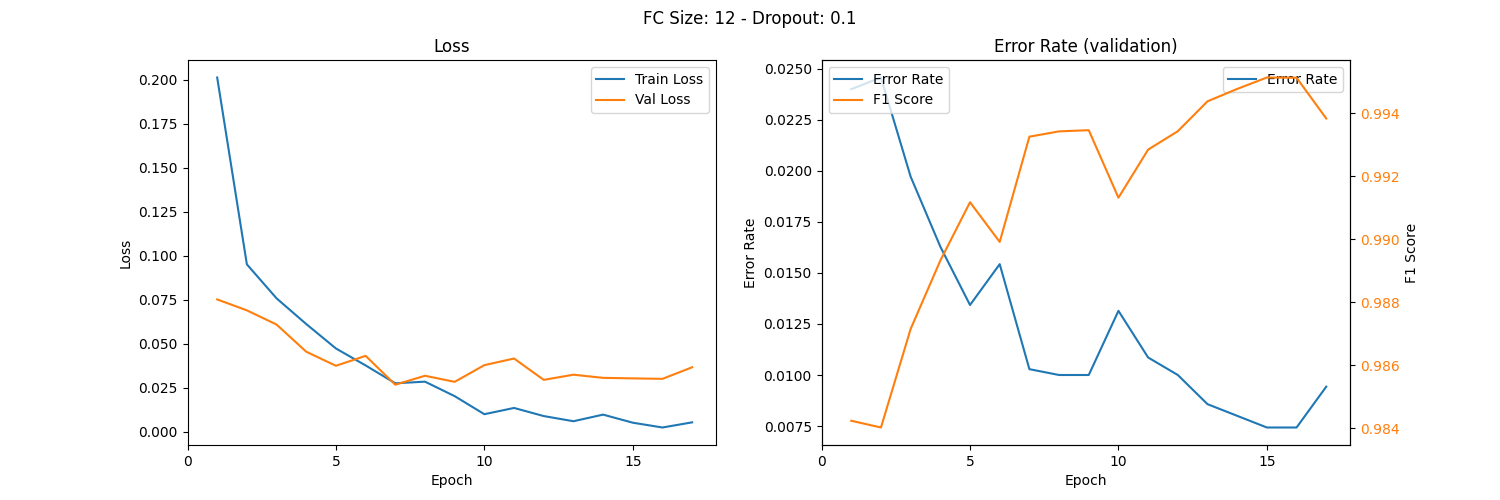 FC Size: 12 - Dropout: 0.1
Loss
Train Loss
Val Loss
0.200
0.175
0.150
0.125
0.100
0.075
0.050
0.025
0.000
Loss
0
5
10
15
Epoch
Error Rate (validation)
Error Rate
F1 Score
Error Rate
0.0250
0.0225
0.0200
0.0175
0.0150
0.0125
0.0100
0.0075
Error Rate
0.994
0.992
0.990
0.988
0.986
0.984
F1 Score
0
5
10
15
Epoch